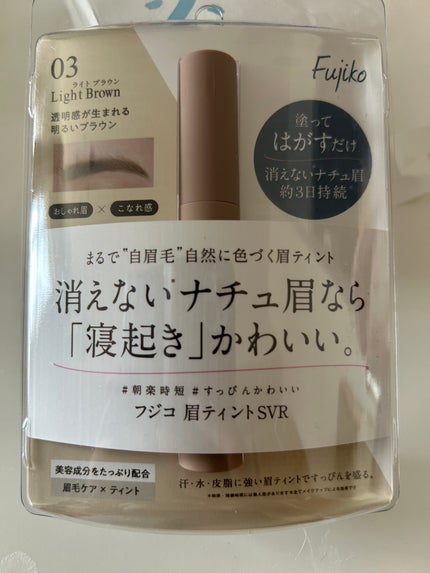 03
ライト ブラウン
Light Brown
透明感が生まれる
明るいブラウン
おしゃれ眉 × こなれ感
Fujiko
塗って
はがすだけ
消えないナチュ眉
約3日持続
まるで"自眉毛"自然に色づく眉ティント
消えないナチュ眉なら
「寝起き」かわいい。
#朝楽時短 #すっぴんかわいい
フジコ 眉ティントSVR
美容成分をたっぷり配合
眉毛ケア × ティント
汗・水・皮脂に強い眉ティントですっぴんを盛る。